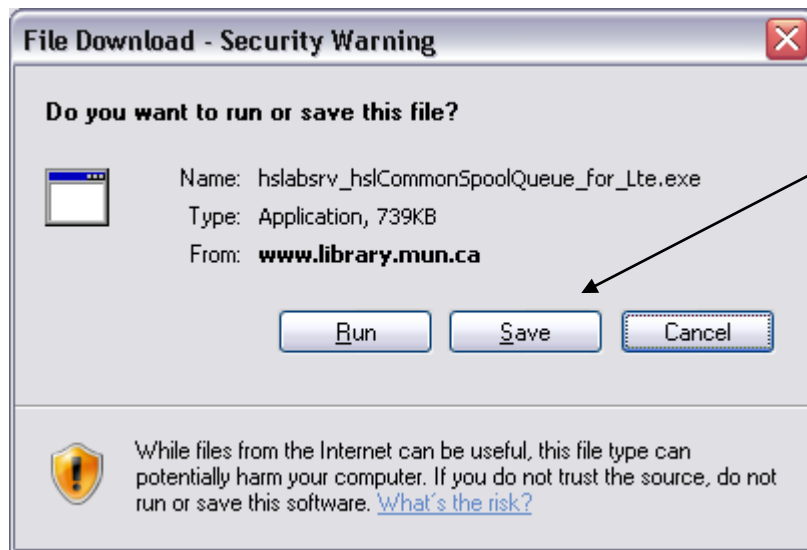 File Download - Security Warning
Do you want to run or save this file?
Name: hslabsrv_hslCommonSpoolQueue_for_Lte.exe
Type: Application, 739KB
From: www.library.mun.ca
Run Save Cancel
While files from the Internet can be useful, this file type can
potentially harm your computer. If you do not trust the source, do not
run or save this software. What's the risk?